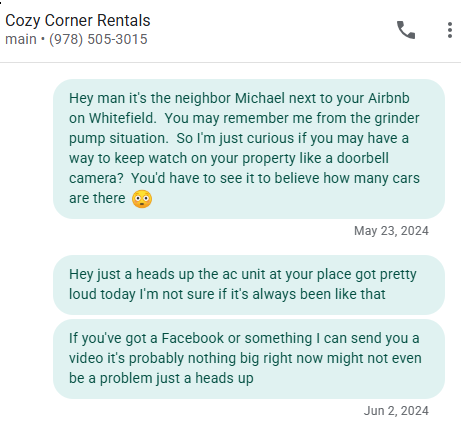 Cozy Corner Rentals
main • (978) 505-3015
Hey man it's the neighbor Michael next to your Airbnb
on Whitefield.  You may remember me from the grinder
pump situation.  So I'm just curious if you may have a
way to keep watch on your property like a doorbell
camera?  You'd have to see it to believe how many cars
are there 😳
May 23, 2024
Hey just a heads up the ac unit at your place got pretty
loud today I'm not sure if it's always been like that
If you've got a Facebook or something I can send you a
video it's probably nothing big right now might not even
be a problem just a heads up
Jun 2, 2024